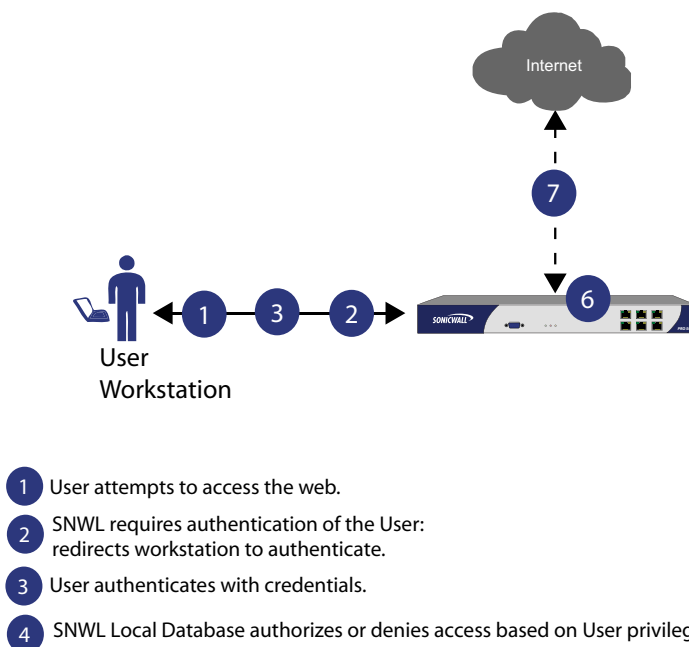 Internet
7
6
1
3
2
SONICWALL
User
Workstation
1 User attempts to access the web.
2 SNWL requires authentication of the User:
redirects workstation to authenticate.
3 User authenticates with credentials.
4 SNWL Local Database authorizes or denies access based on User privileg